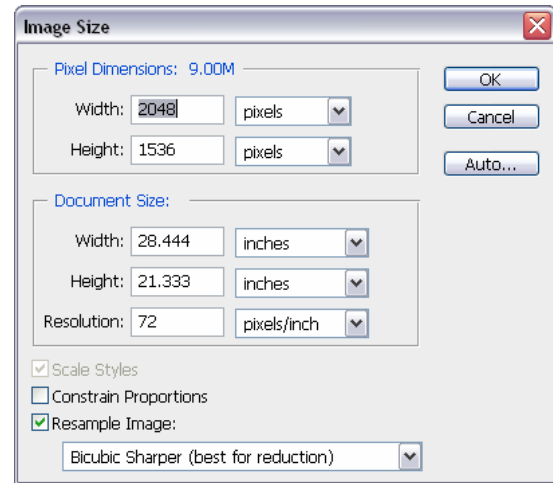 Image Size
Pixel Dimensions: 9.00M
OK
Width: 2048 pixels
Cancel
Height: 1536 pixels
Auto...
Document Size:
Width: 28.444 inches
Height: 21.333 inches
Resolution: 72 pixels/inch
Scale Styles
Constrain Proportions
Resample Image:
Bicubic Sharper (best for reduction)